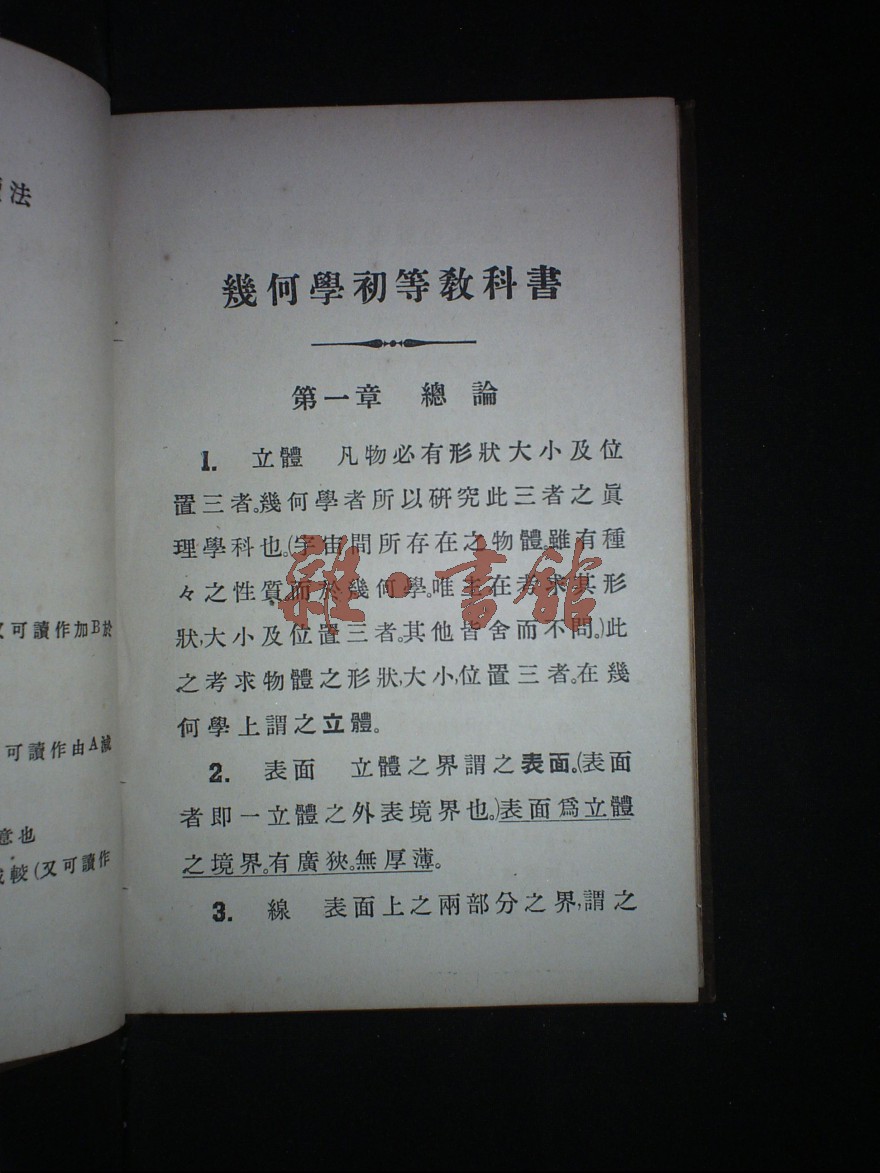 法
又可讀作加B於
可讀作由A減
意也
較(又可讀作
幾何學初等教科書
第一章 總論
1. 立體 凡物必有形狀大小及位
置三者。幾何學者所以研究此三者之眞
理學科也。(宇宙間所存在之物體。雖有種
々之性質。而於幾何學。唯主在考求其形
狀,大小及位置三者。其他皆舍而不問。)此
之考求物體之形狀,大小,位置三者。在幾
何學上謂之立體。
2. 表面 立體之界謂之表面。(表面
者即一立體之外表境界也。)表面爲立體
之境界。有廣狹。無厚薄。
3. 線 表面上之兩部分之界,謂之
雜·書館